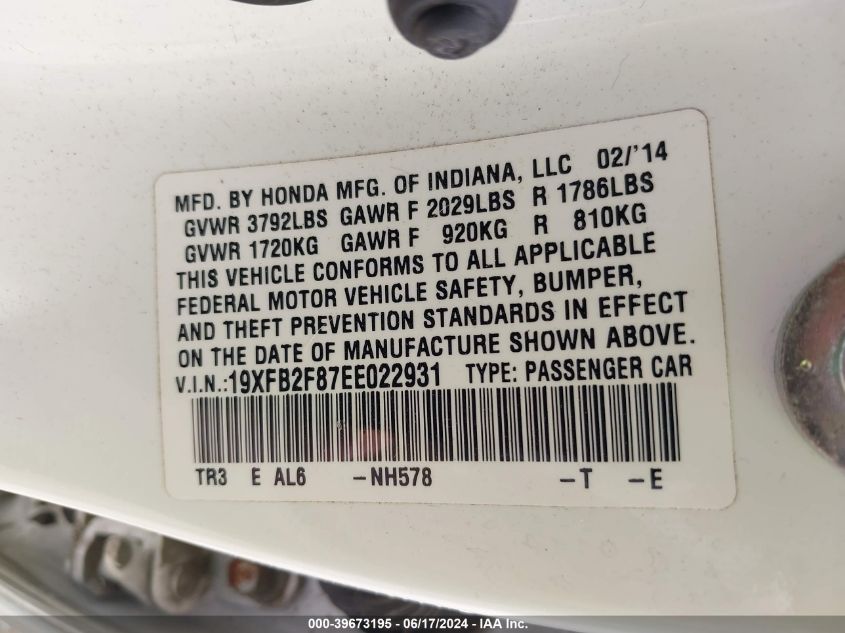 MFD. BY HONDA MFG. OF INDIANA, LLC 02/'14
GVWR 3792LBS GAWR F 2029LBS R 1786LBS
GVWR 1720KG GAWR F 920KG R 810KG
THIS VEHICLE CONFORMS TO ALL APPLICABLE
FEDERAL MOTOR VEHICLE SAFETY, BUMPER,
AND THEFT PREVENTION STANDARDS IN EFFECT
ON THE DATE OF MANUFACTURE SHOWN ABOVE.
V.I.N.:19XFB2F87EE022931 TYPE: PASSENGER CAR
TR3 E AL6 -NH578 -T -E
000-39673195 - 06/17/2024 - IAA Inc.